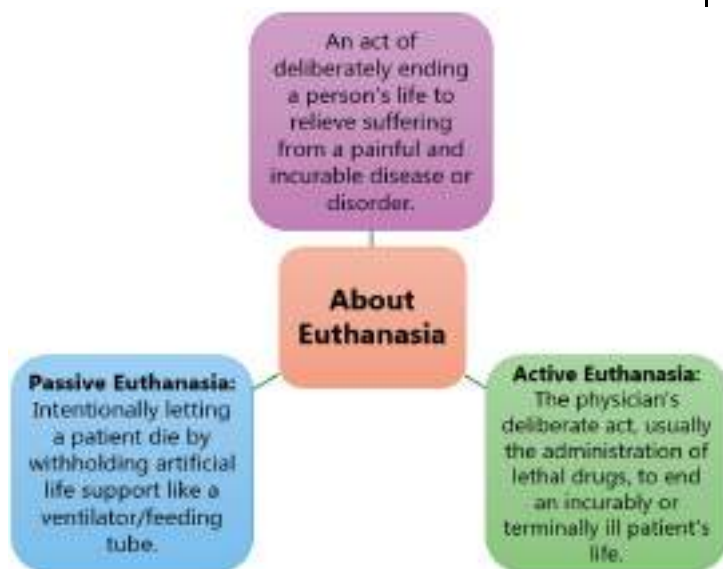 An act of
deliberately ending
a person's life to
relieve suffering
from a painful and
incurable disease or
disorder.
About
Euthanasia
Passive Euthanasia:
Intentionally letting
a patient die by
withholding artificial
life support like a
ventilator/feeding
tube.
Active Euthanasia:
The physician's
deliberate act, usually
the administration of
lethal drugs, to end
an incurably or
terminally ill patient's
life.